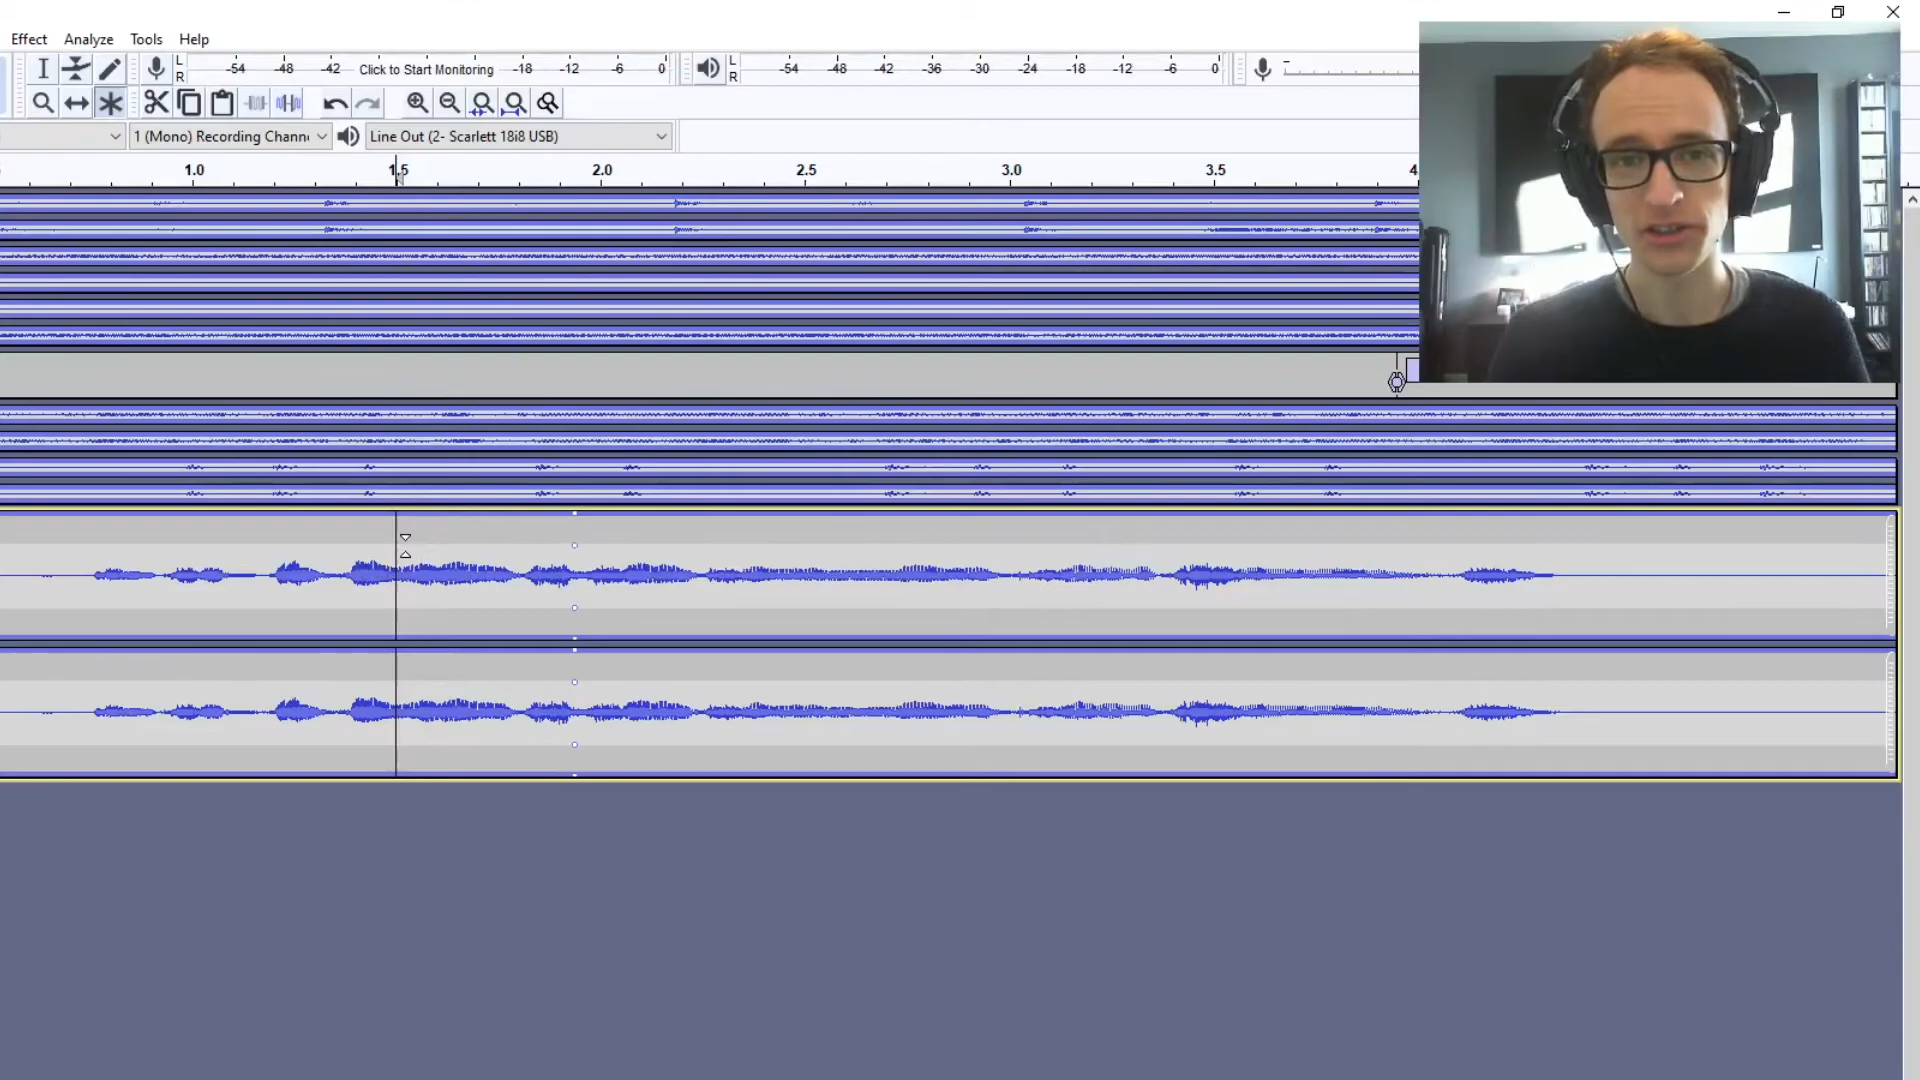 Effect Analyze Tools Help
L R -54 -48 -42 Click to Start Monitoring -18 -12 -6 0 L R -54 -48 -42 -36 -30 -24 -18 -12 -6 0
1 (Mono) Recording Chann Line Out (2- Scarlett 18i8 USB)
1.0 1.5 2.0 2.5 3.0 3.5 4